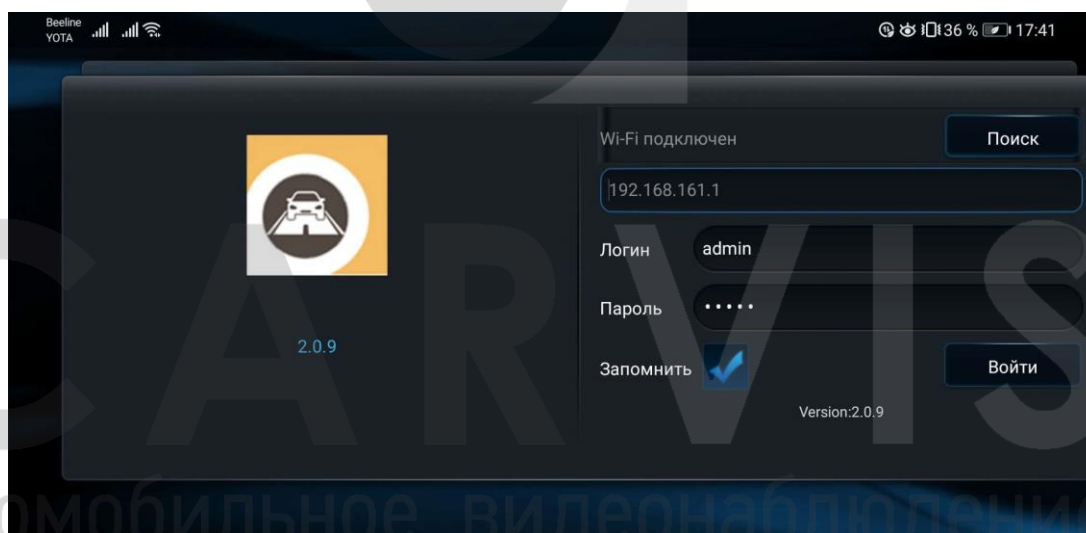 Beeline
YOTA
36 % 17:41
Wi-Fi подключен
Поиск
192.168.161.1
Логин admin
Пароль •••••
2.0.9
Запомнить
Войти
Version:2.0.9
CARVIS
омобильное видеонаблюдение